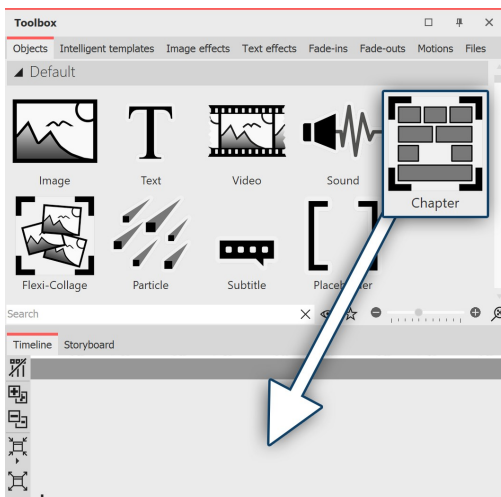 Toolbox
Objects Intelligent templates Image effects Text effects Fade-ins Fade-outs Motions Files
Default
Image Text Video Sound Chapter
Flexi-Collage Particle Subtitle
Search
Timeline Storyboard